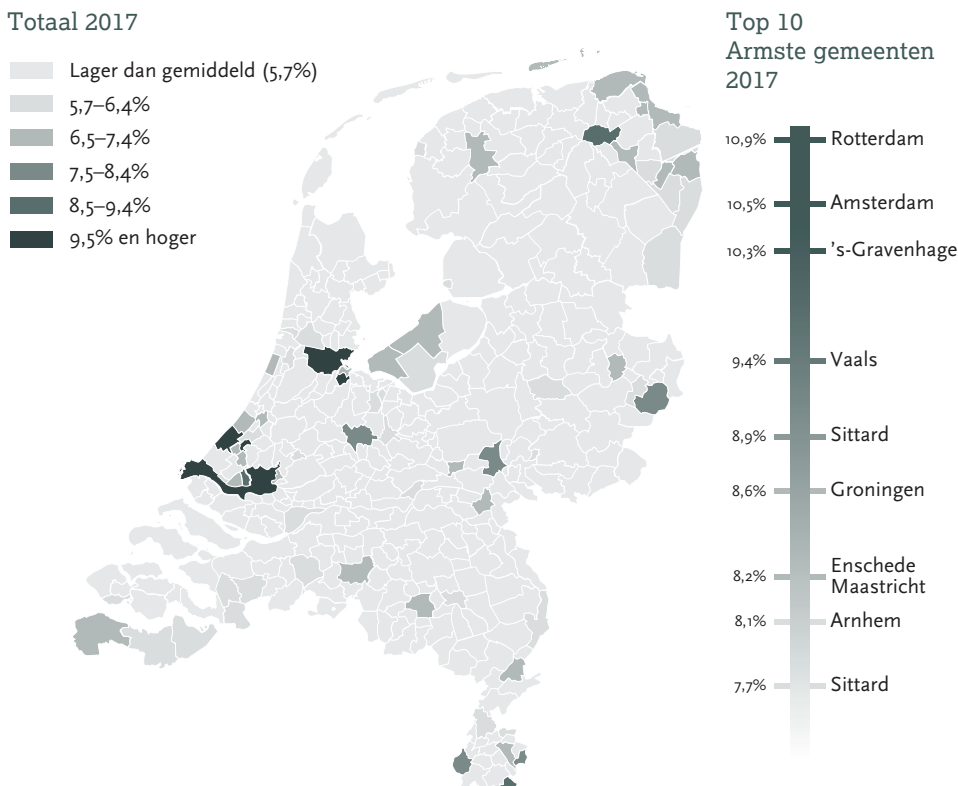 Totaal 2017
Lager dan gemiddeld (5,7%)
5,7–6,4%
6,5–7,4%
7,5–8,4%
8,5–9,4%
9,5% en hoger
Top 10
Armste gemeenten
2017
10,9% Rotterdam
10,5% Amsterdam
10,3% 's-Gravenhage
9,4% Vaals
8,9% Sittard
8,6% Groningen
8,2% Enschede
Maastricht
8,1% Arnhem
7,7% Sittard